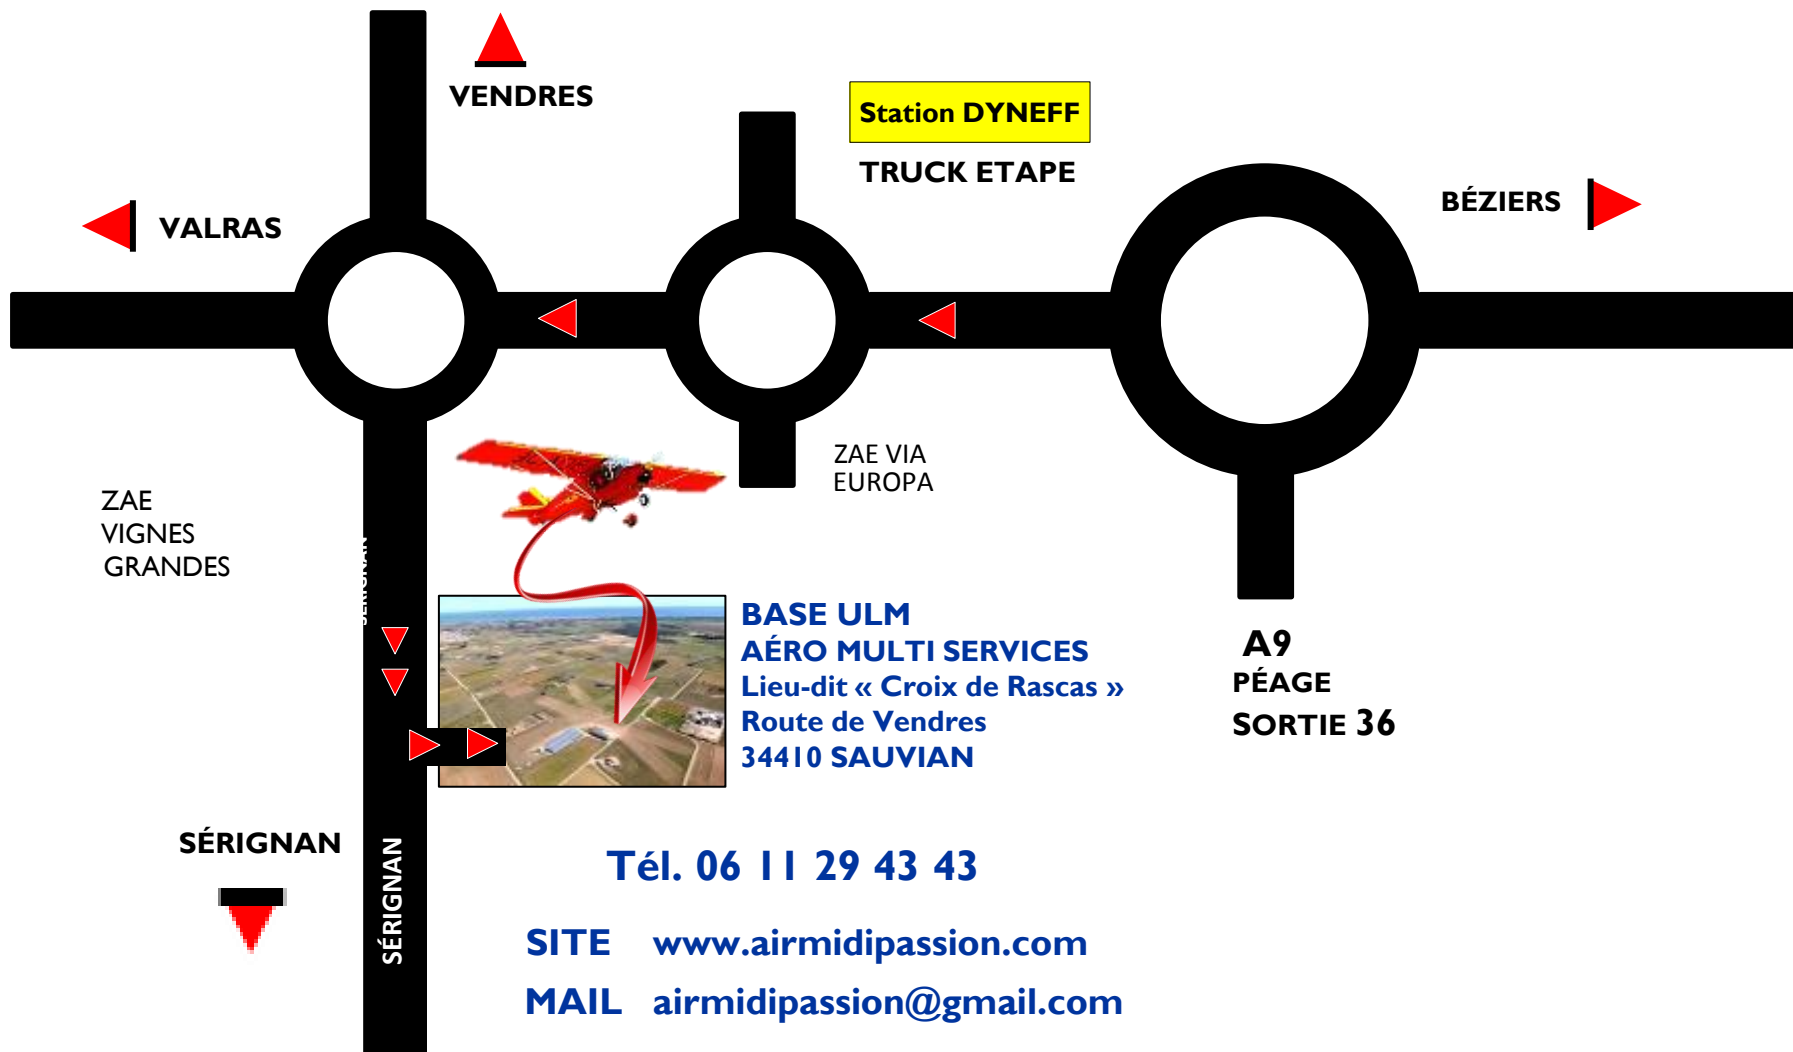 VENDRES
Station DYNEFF
TRUCK ETAPE
BÉZIERS
VALRAS
ZAE VIA
EUROPA
ZAE
VIGNES
GRANDES
SÉRIGNAN
BASE ULM
AÉRO MULTI SERVICES
Lieu-dit « Croix de Rascas »
Route de Vendres
34410 SAUVIAN
A9
PÉAGE
SORTIE 36
SÉRIGNAN
SÉRIGNAN
Tél. 06 11 29 43 43
SITE www.airmidipassion.com
MAIL airmidipassion@gmail.com